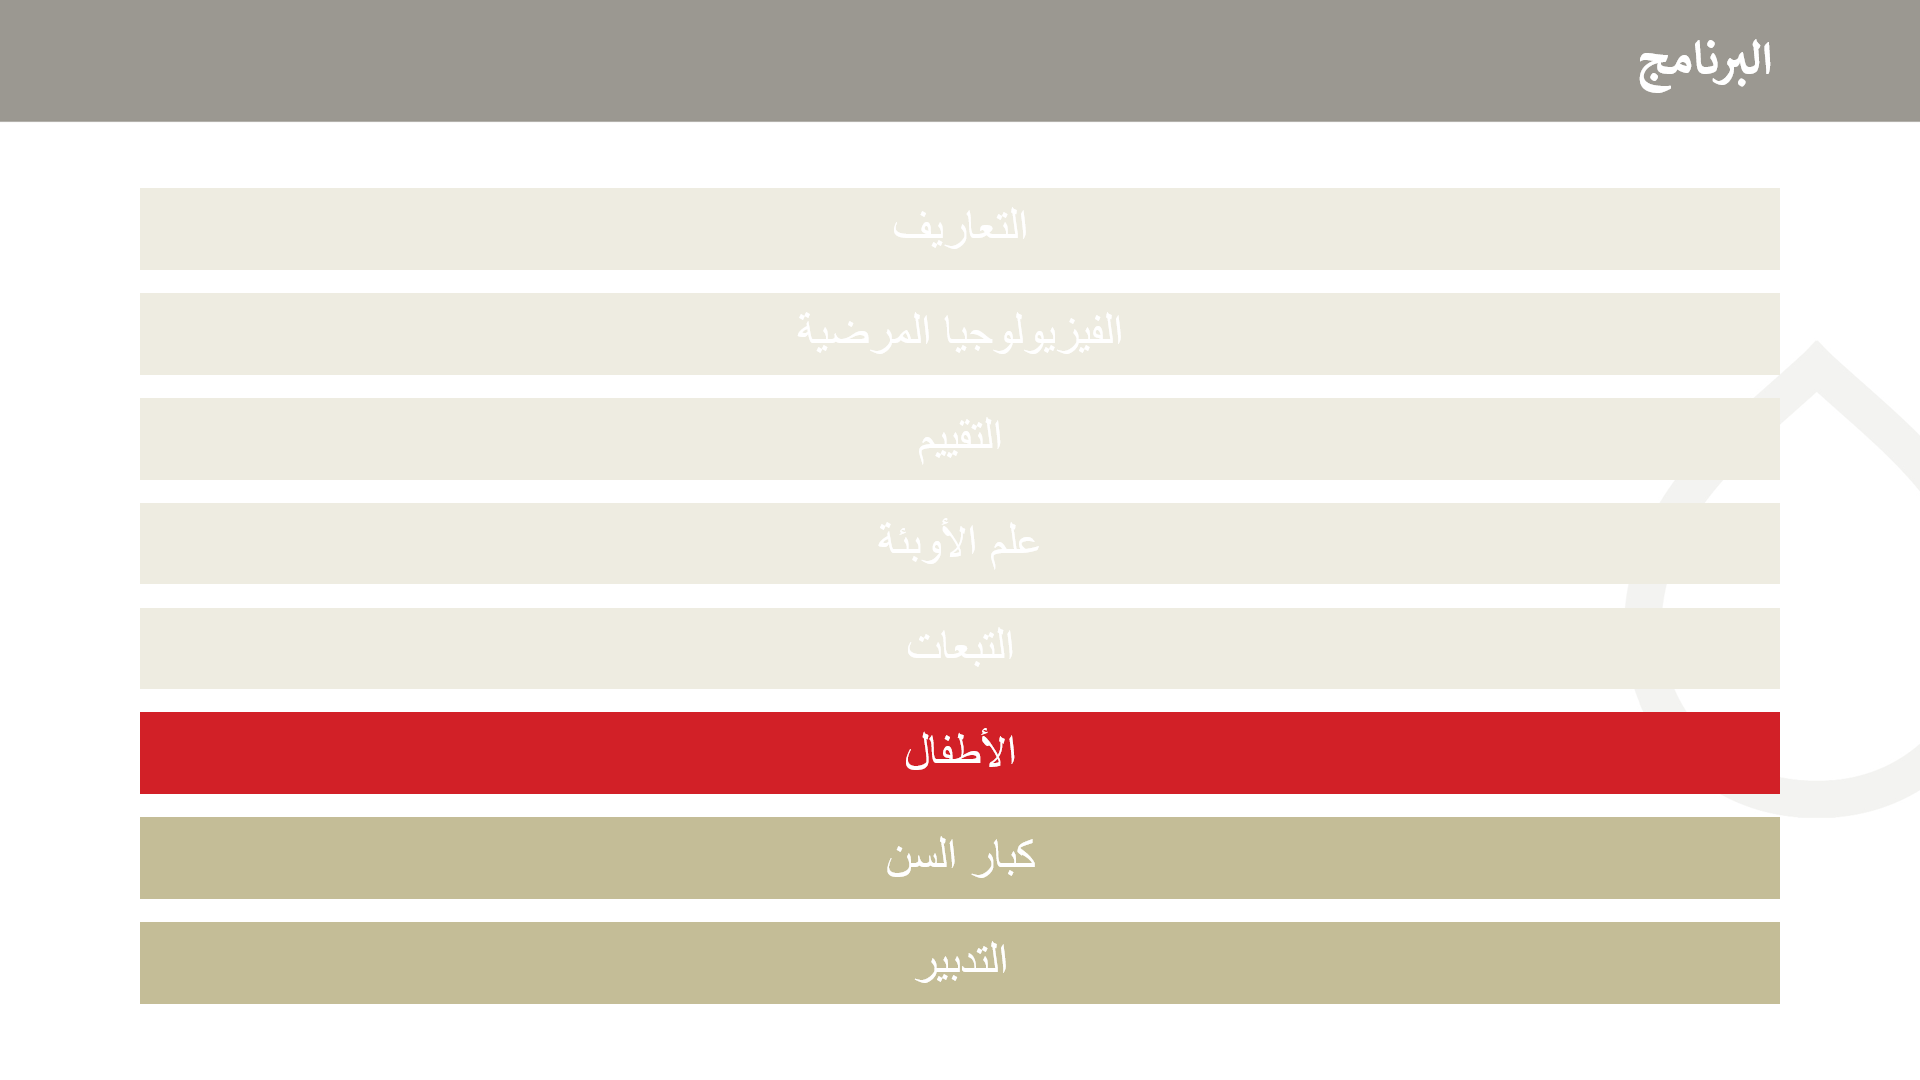 البرنامج
التعاريف
الفيزيولوجيا المرضية
التقييم
علم الأوبئة
التبعات
الأطفال
كبار السن
التدبير